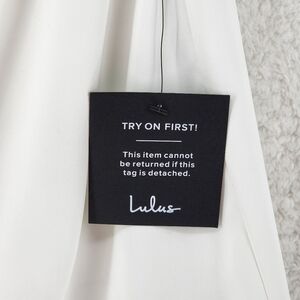 TRY ON FIRST!
This item cannot
be returned if this
tag is detached.
Lulus